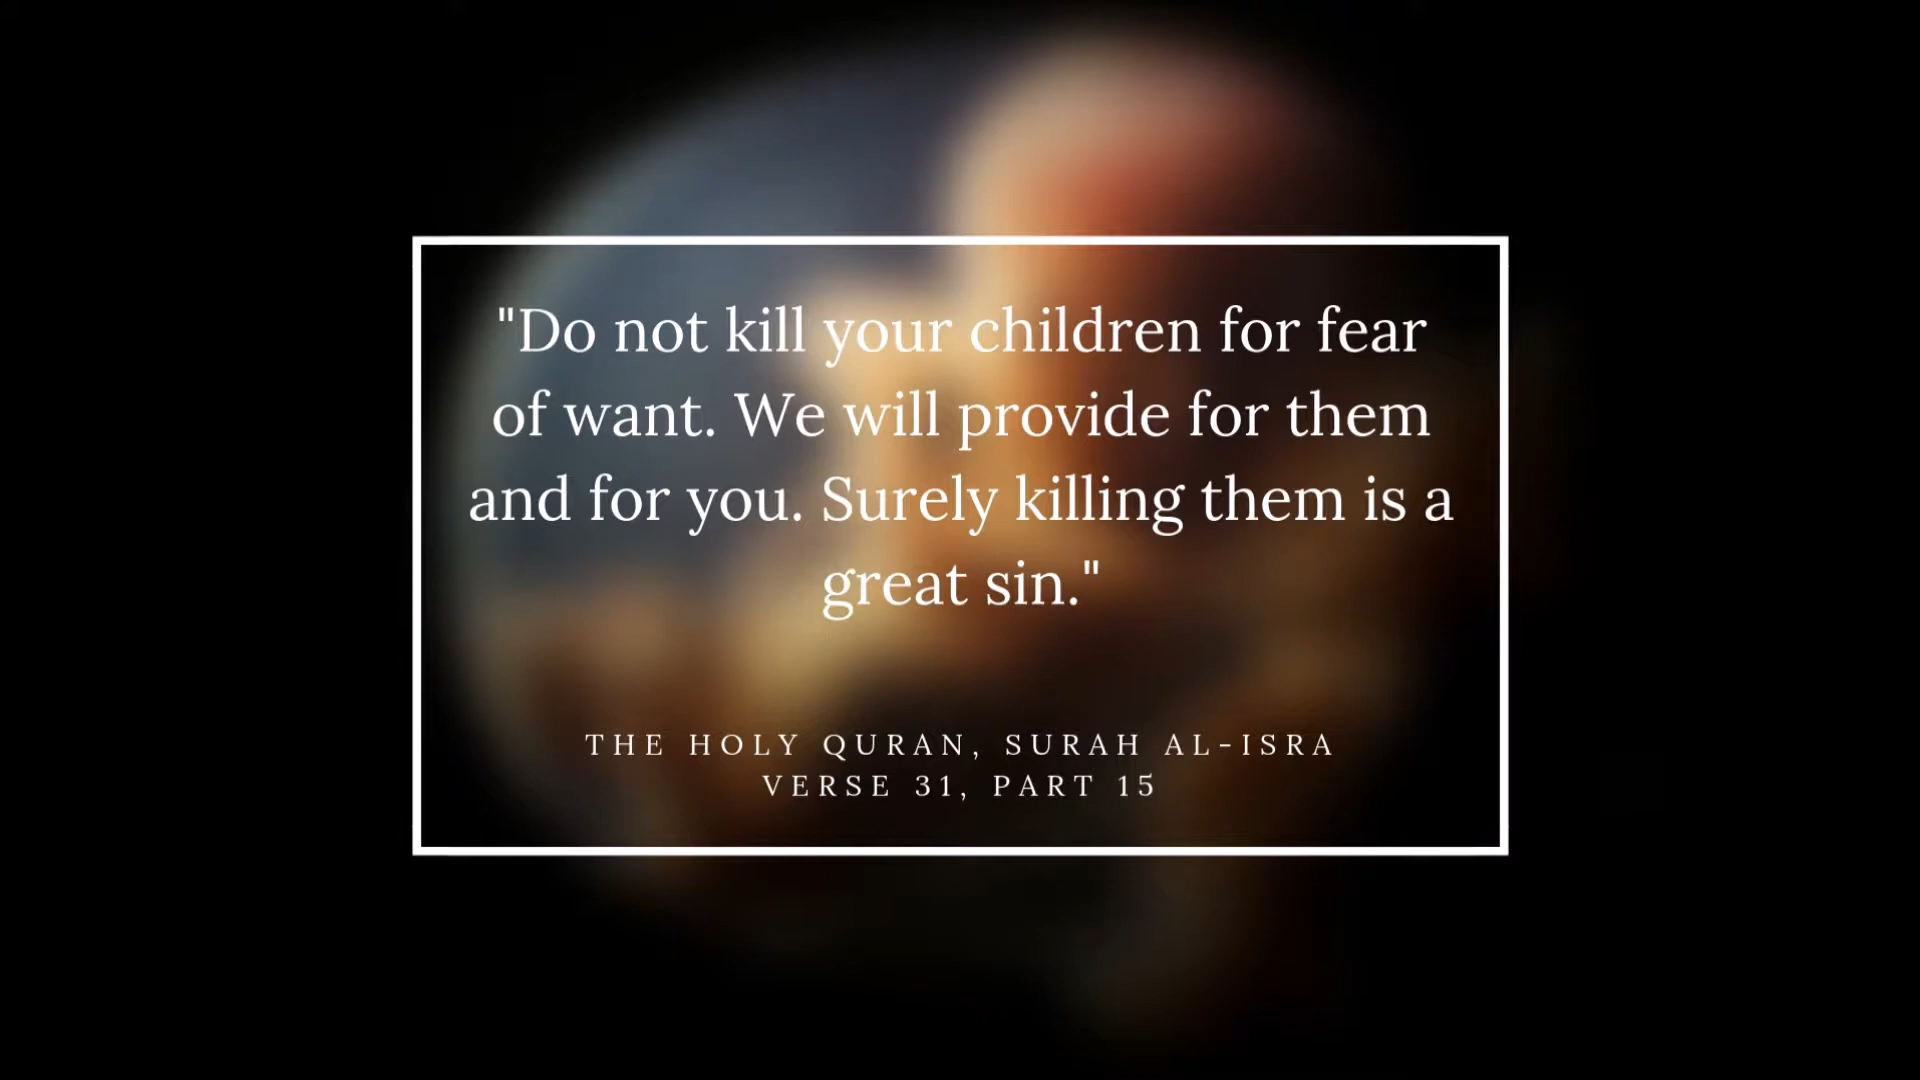 "Do not kill your children for fear
of want. We will provide for them
and for you. Surely killing them is a
great sin."
THE HOLY QURAN, SURAH AL-ISRA
VERSE 31, PART 15